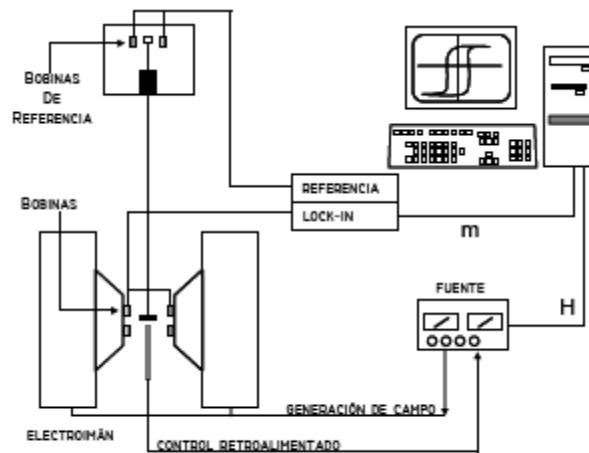 BOBINAS
DE
REFERENCIA
REFERENCIA
BOBINAS
LOCK-IN
m
FUENTE
H
GENERACIÓN DE CAMPO
ELECTROIMÁN
CONTROL RETROALIMENTADO